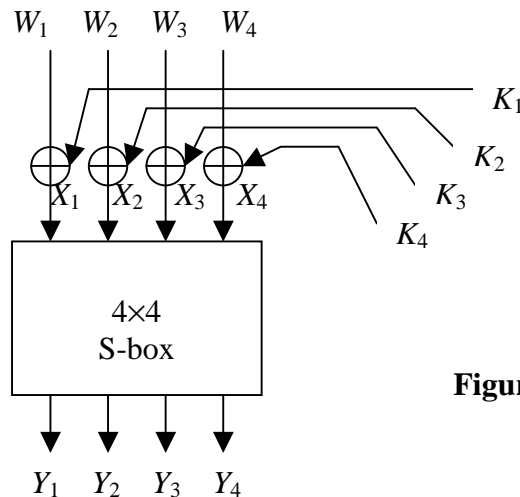 W1 W2 W3 W4
K1
K2
X1 X2 X3 X4
K3
K4
4×4
S-box
Figur
Y1 Y2 Y3 Y4